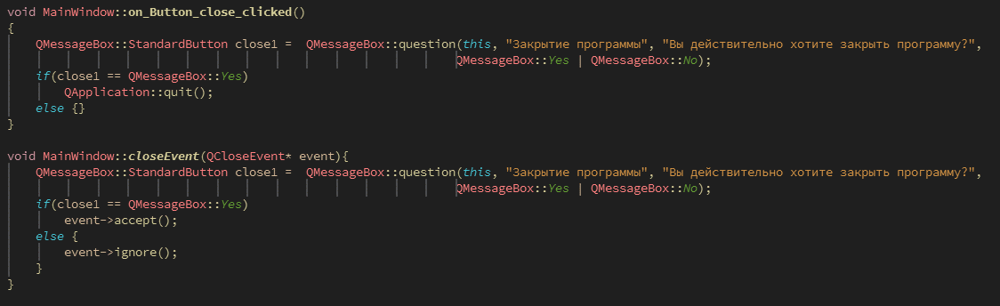 void MainWindow::on_Button_close_clicked()
{
QMessageBox::StandardButton close1 =  QMessageBox::question(this, "Закрытие программы", "Вы действительно хотите закрыть программу?",
QMessageBox::Yes | QMessageBox::No);
if(close1 == QMessageBox::Yes)
QApplication::quit();
else {}
}
void MainWindow::closeEvent(QCloseEvent* event){
QMessageBox::StandardButton close1 =  QMessageBox::question(this, "Закрытие программы", "Вы действительно хотите закрыть программу?",
QMessageBox::Yes | QMessageBox::No);
if(close1 == QMessageBox::Yes)
event->accept();
else {
event->ignore();
}
}